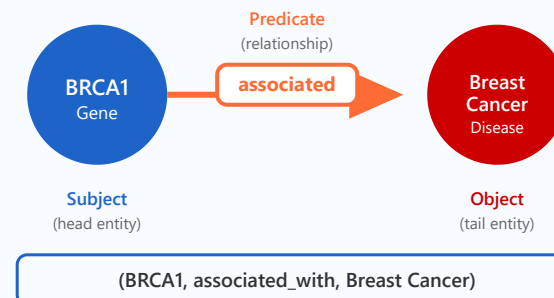 Predicate
(relationship)
BRCA1
Gene
associated
Breast
Cancer
Disease
Subject
(head entity)
Object
(tail entity)
(BRCA1, associated_with, Breast Cancer)